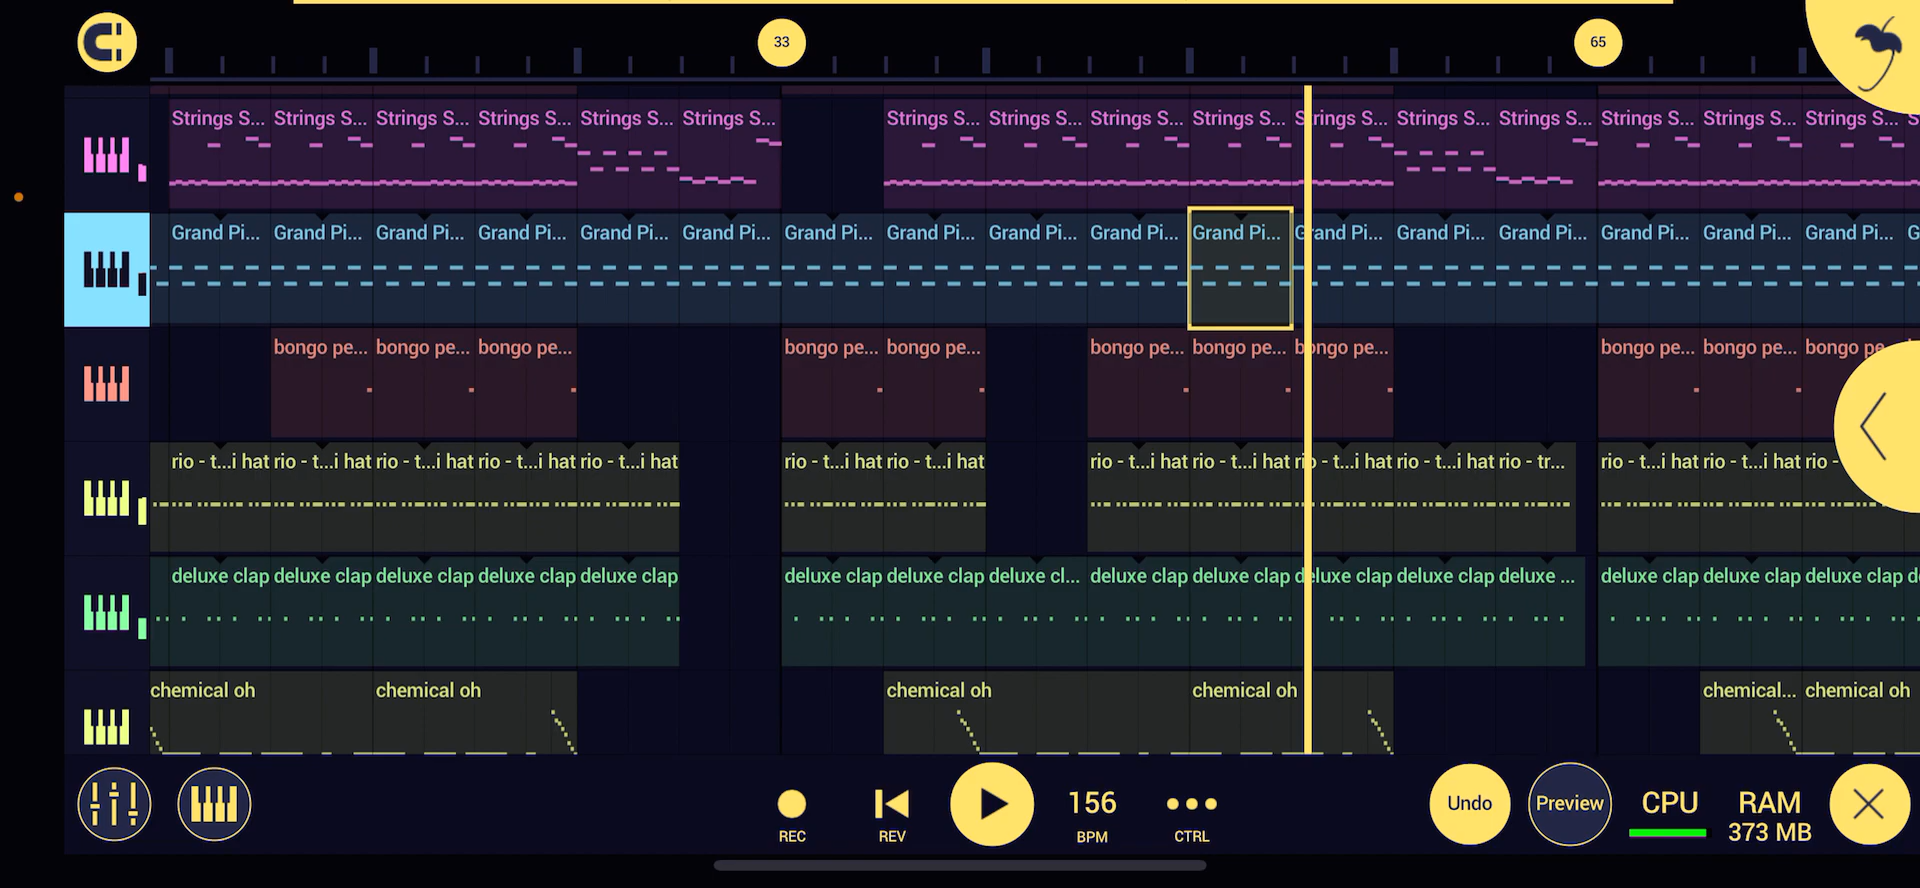 33 65
Strings S... Strings S... Strings S... Strings S... Strings S... Strings S... Strings S... Strings S... Strings S... Strings S... Strings S... Strings S... Strings S... Strings S... Strings S... Strings S... S
Grand Pi... Grand Pi... Grand Pi... Grand Pi... Grand Pi... Grand Pi... Grand Pi... Grand Pi... Grand Pi... Grand Pi... Grand Pi... Grand Pi... Grand Pi... Grand Pi... Grand Pi... Grand Pi... Grand Pi... G
bongo pe... bongo pe... bongo pe... bongo pe... bongo pe... bongo pe... bongo pe... bongo pe... bongo pe... bongo pe... bongo pe
rio - t...i hat rio - t...i hat rio - t...i hat rio - t...i hat rio - t...i hat rio - t...i hat rio - t...i hat rio - t...i hat rio - t...i hat rio - t...i hat rio - t...i hat rio - tr... rio - t...i hat rio - t...i hat rio -
deluxe clap deluxe clap deluxe clap deluxe clap deluxe clap deluxe clap deluxe clap deluxe cl... deluxe clap deluxe clap deluxe clap deluxe clap deluxe ... deluxe clap deluxe clap deluxe clap d
chemical oh chemical oh chemical oh chemical oh chemical... chemical oh
REC
REV
156
BPM
CTRL
Undo
Preview
CPU
RAM
373 MB